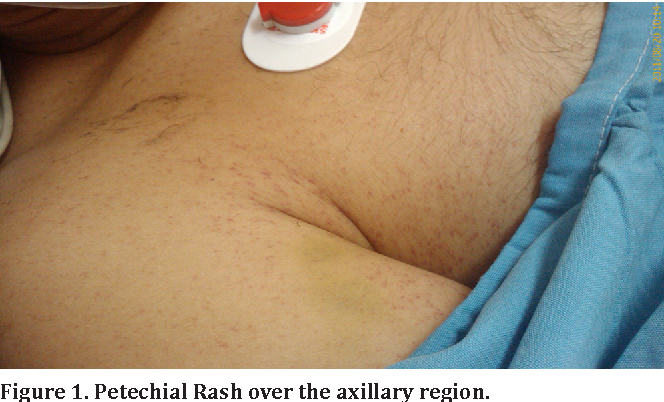 Figure 1. Petechial Rash over the axillary region.